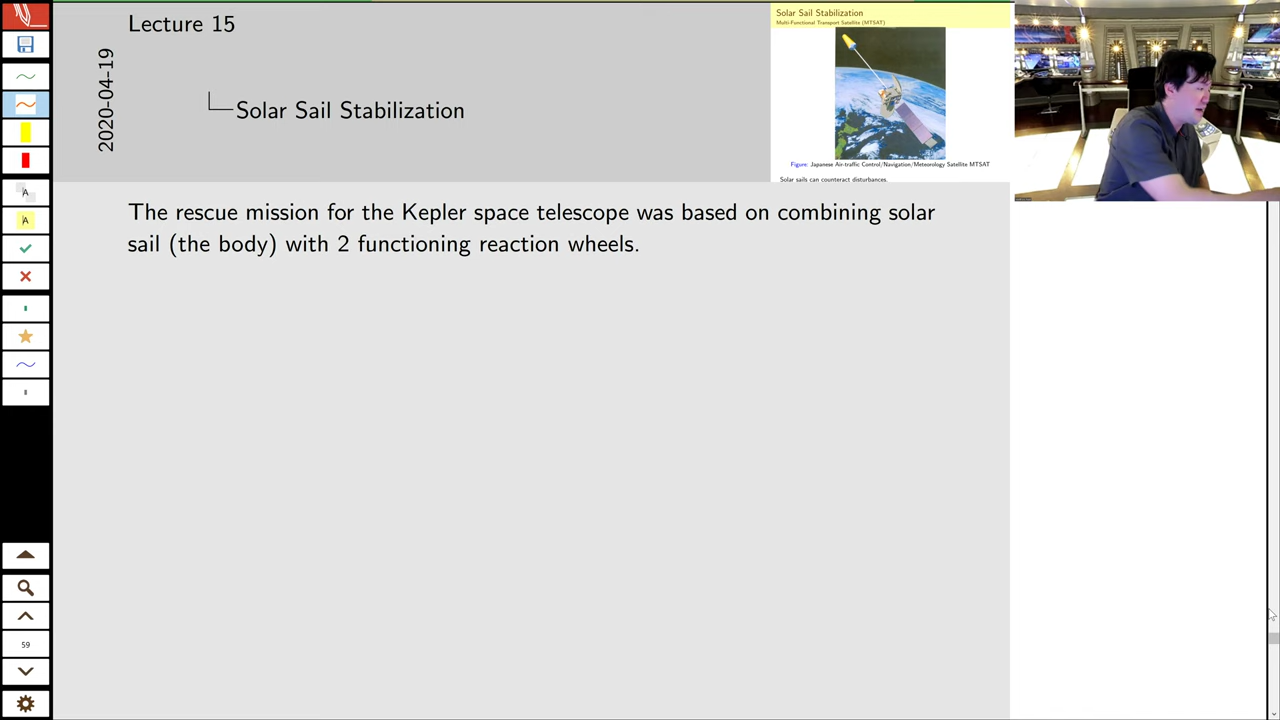 Lecture 15
2020-04-19
Solar Sail Stabilization
Solar Sail Stabilization
Multi-Functional Transport Satellite (MTSAT)
Figure: Japanese Air-traffic Control/Navigation/Meteorology Satellite MTSAT
Solar sails can counteract disturbances.
The rescue mission for the Kepler space telescope was based on combining solar
sail (the body) with 2 functioning reaction wheels.
A
A
59